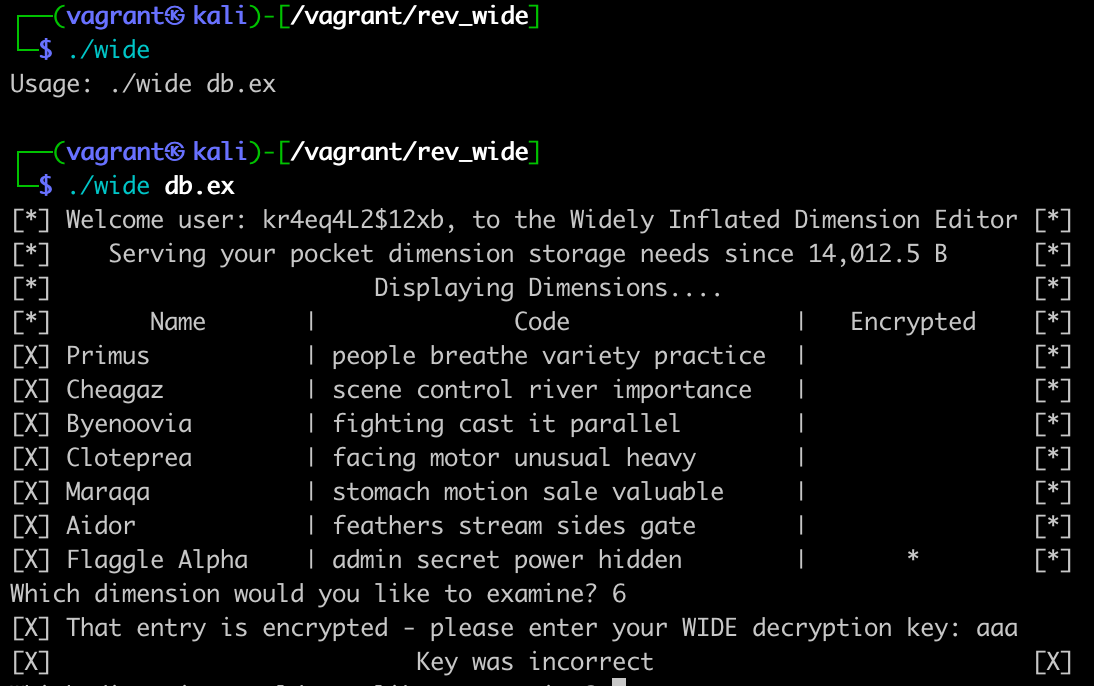 (vagrant㉿kali)-[/vagrant/rev_wide]
$ ./wide
Usage: ./wide db.ex
(vagrant㉿kali)-[/vagrant/rev_wide]
$ ./wide db.ex
[*] Welcome user: kr4eq4L2$12xb, to the Widely Inflated Dimension Editor [*]
[*] Serving your pocket dimension storage needs since 14,012.5 B [*]
[*] Displaying Dimensions.... [*]
[*] Name | Code | Encrypted [*]
[X] Primus | people breathe variety practice | [*]
[X] Cheagaz | scene control river importance | [*]
[X] Byenoovia | fighting cast it parallel | [*]
[X] Cloteprea | facing motor unusual heavy | [*]
[X] Maraqa | stomach motion sale valuable | [*]
[X] Aidor | feathers stream sides gate | [*]
[X] Flaggle Alpha | admin secret power hidden | * [*]
Which dimension would you like to examine? 6
[X] That entry is encrypted - please enter your WIDE decryption key: aaa
[X] Key was incorrect [X]